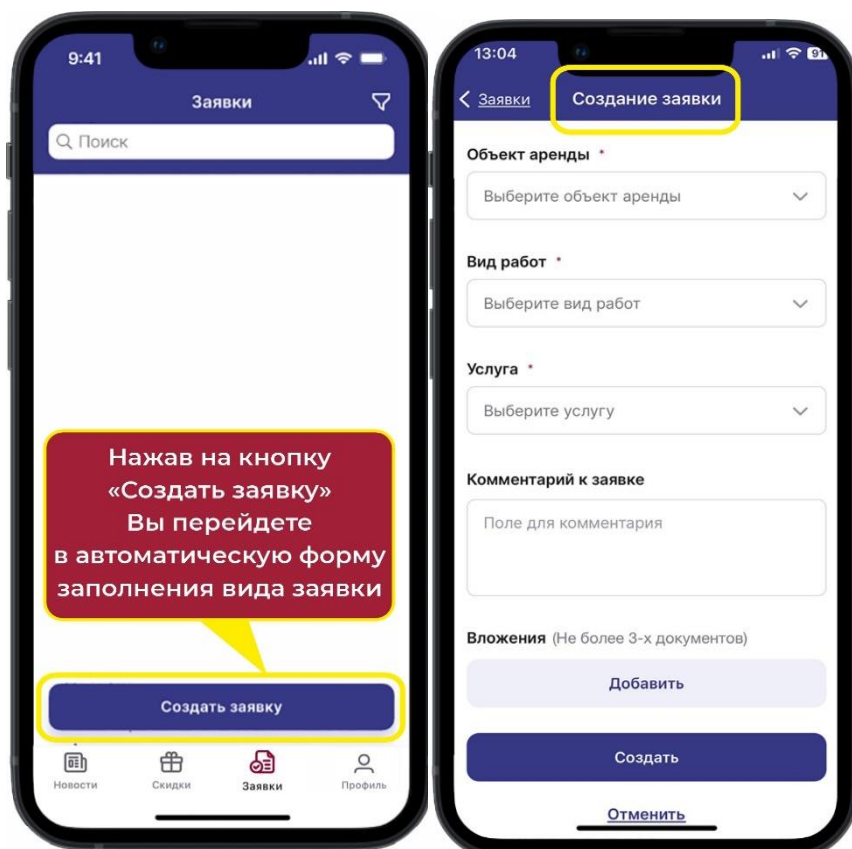 9:41
Заявки
Поиск
Нажав на кнопку
«Создать заявку»
Вы перейдете
в автоматическую форму
заполнения вида заявки
Создать заявку
Новости Скидки Заявки Профиль
13:04 91
Заявки Создание заявки
Объект аренды *
Выберите объект аренды
Вид работ *
Выберите вид работ
Услуга *
Выберите услугу
Комментарий к заявке
Поле для комментария
Вложения (Не более 3-х документов)
Добавить
Создать
Отменить